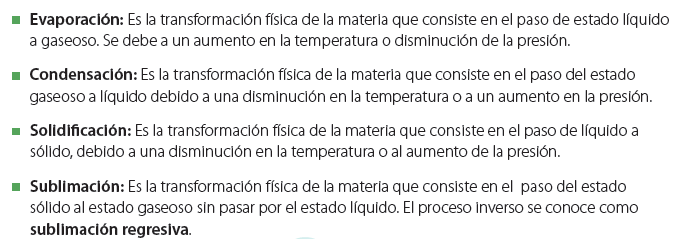 Evaporación: Es la transformación física de la materia que consiste en el paso de estado líquido
a gaseoso. Se debe a un aumento en la temperatura o disminución de la presión.
Condensación: Es la transformación física de la materia que consiste en el paso del estado
gaseoso a líquido debido a una disminución en la temperatura o a un aumento en la presión.
Solidificación: Es la transformación física de la materia que consiste en el paso de líquido a
sólido, debido a una disminución en la temperatura o al aumento de la presión.
Sublimación: Es la transformación física de la materia que consiste en el paso del estado
sólido al estado gaseoso sin pasar por el estado líquido. El proceso inverso se conoce como
sublimación regresiva.